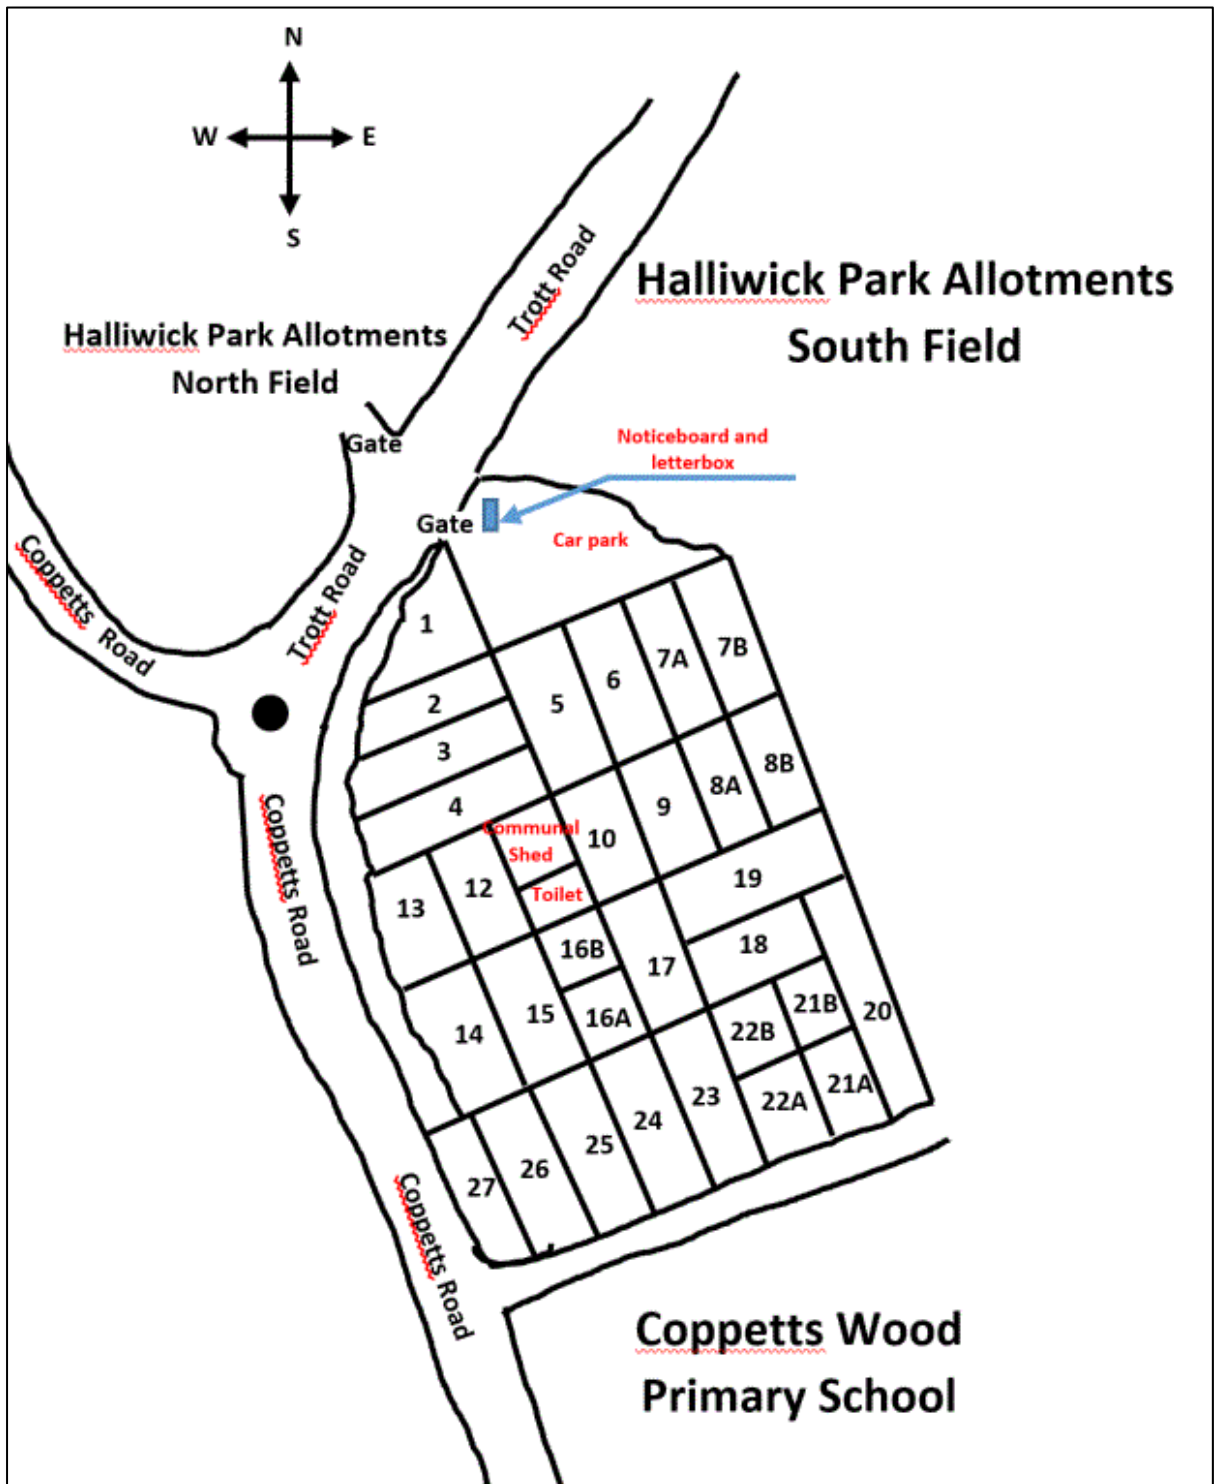 N
W
E
S
Trott Road
Halliwick Park Allotments
South Field
Halliwick Park Allotments
North Field
Gate
Noticeboard and
letterbox
Gate
Car park
Coppetts Road
Trott Road
1
2
3
4
5
6
7A
7B
8A
8B
9
10
Communal
Shed
Toilet
12
13
19
18
17
16B
16A
15
14
20
21B
21A
22B
22A
23
24
25
26
27
Coppetts Road
Coppetts Road
Coppetts Wood
Primary School